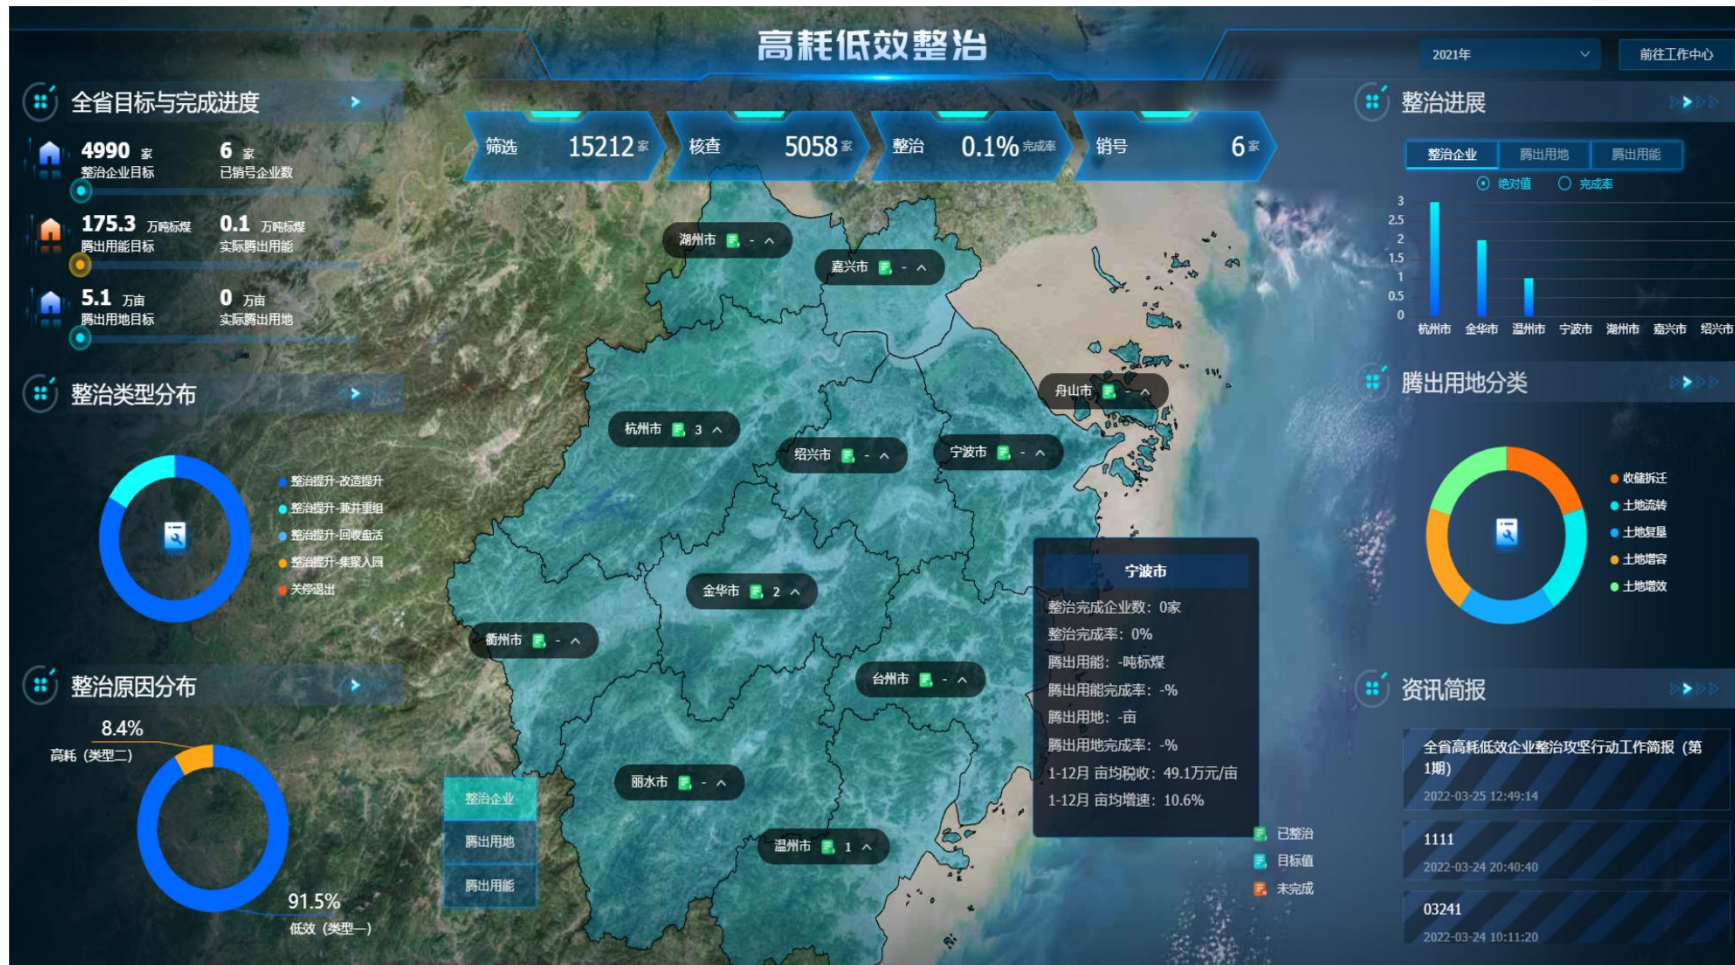 高耗低效整治
2021年
前往工作中心
全省目标与完成进度
4990 家
整治企业目标
6 家
已销号企业数
175.3 万吨标煤
腾出用能目标
0.1 万吨标煤
实际腾出用能
5.1 万亩
腾出用地目标
0 万亩
实际腾出用地
整治类型分布
整治提升-改造提升
整治提升-兼并重组
整治提升-回收盘活
整治提升-集聚入园
关停退出
整治原因分布
8.4%
高耗（类型二）
91.5%
低效（类型一）
筛选 15212 家
核查 5058 家
整治 0.1% 完成率
销号 6 家
湖州市 -
嘉兴市 -
舟山市 -
杭州市 3
绍兴市 -
宁波市 -
金华市 2
衢州市 -
台州市 -
丽水市 -
温州市 1
宁波市
整治完成企业数：0家
整治完成率：0%
腾出用能：-吨标煤
腾出用能完成率：-%
腾出用地：-亩
腾出用地完成率：-%
1-12月 亩均税收：49.1万元/亩
1-12月 亩均增速：10.6%
整治企业
腾出用地
腾出用能
已整治
目标值
未完成
整治进展
整治企业 腾出用地 腾出用能
绝对值 完成率
3
2.5
2
1.5
1
0.5
0
杭州市 金华市 温州市 宁波市 湖州市 嘉兴市 绍兴市
腾出用地分类
收储拆迁
土地流转
土地复垦
土地增容
土地增效
资讯简报
全省高耗低效企业整治攻坚行动工作简报（第
1期）
2022-03-25 12:49:14
1111
2022-03-24 20:40:40
03241
2022-03-24 10:11:20